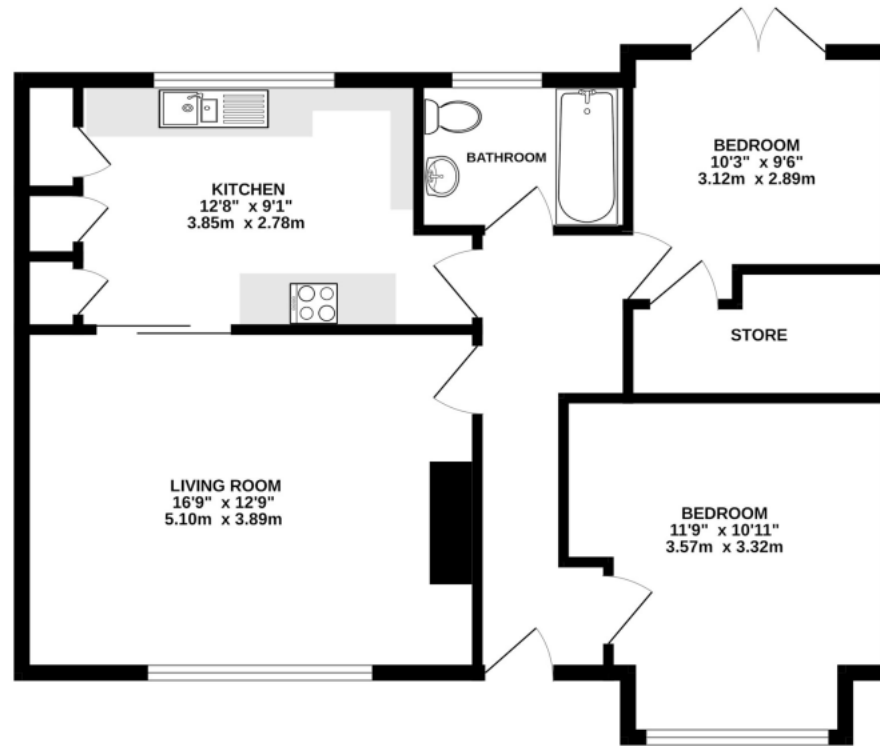 KITCHEN
12'8" x 9'1"
3.85m x 2.78m
BATHROOM
BEDROOM
10'3" x 9'6"
3.12m x 2.89m
STORE
LIVING ROOM
16'9" x 12'9"
5.10m x 3.89m
BEDROOM
11'9" x 10'11"
3.57m x 3.32m